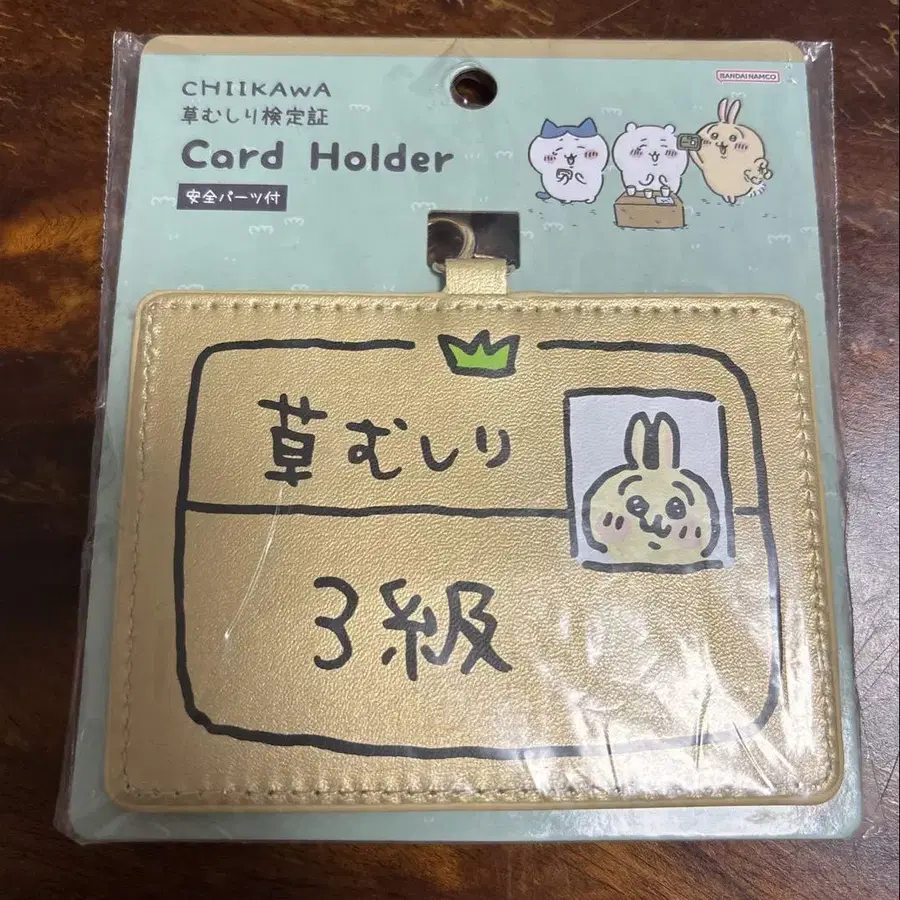 CHIIKAWA
草むしり検定証
Card Holder
安全パーツ付
BANDAI NAMCO
草むしり
3級